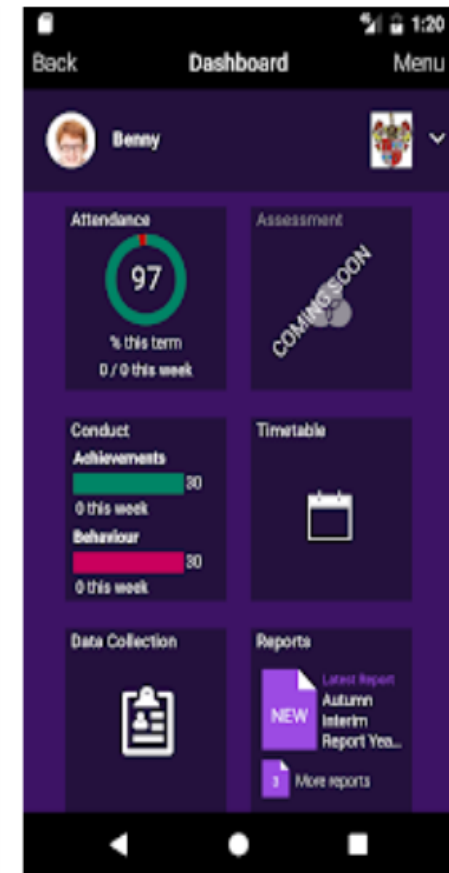 1:20
Back Dashboard Menu
Benny
Attendance
97
% this term
0 / 0 this week
Assessment
COMING SOON
Conduct
Achievements
30
0 this week
Behaviour
30
0 this week
Timetable
Data Collection
Reports
NEW
Latest Report
Autumn
Interim
Report Yea...
3 More reports